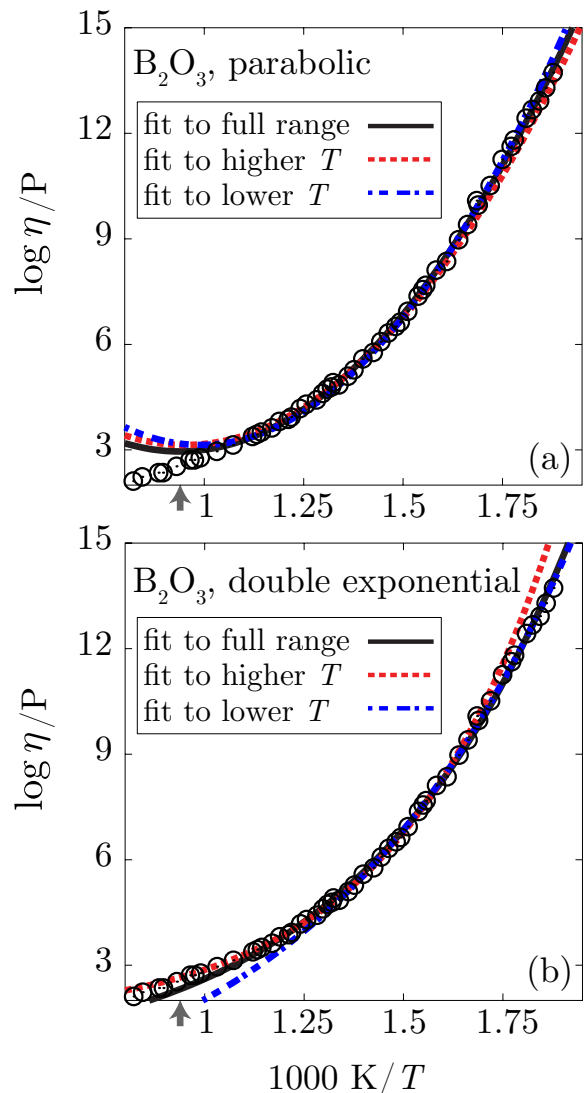 15
B₂O₃, parabolic
fit to full range
12
fit to higher T
fit to lower T
log η/P
9
6
3
(a)
1 1.25 1.5 1.75
15
B₂O₃, double exponential
fit to full range
12
fit to higher T
fit to lower T
log η/P
9
6
3
(b)
1 1.25 1.5 1.75
1000 K/T